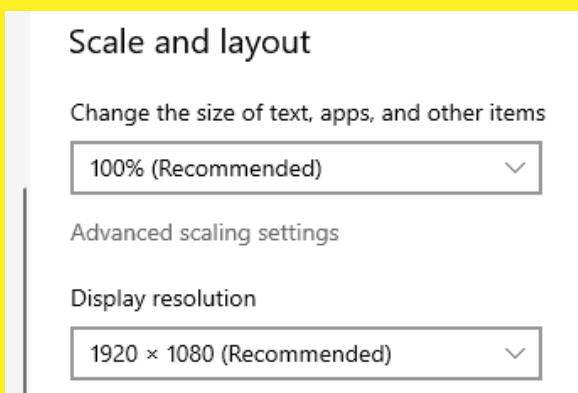 Scale and layout
Change the size of text, apps, and other items
100% (Recommended)
Advanced scaling settings
Display resolution
1920 × 1080 (Recommended)